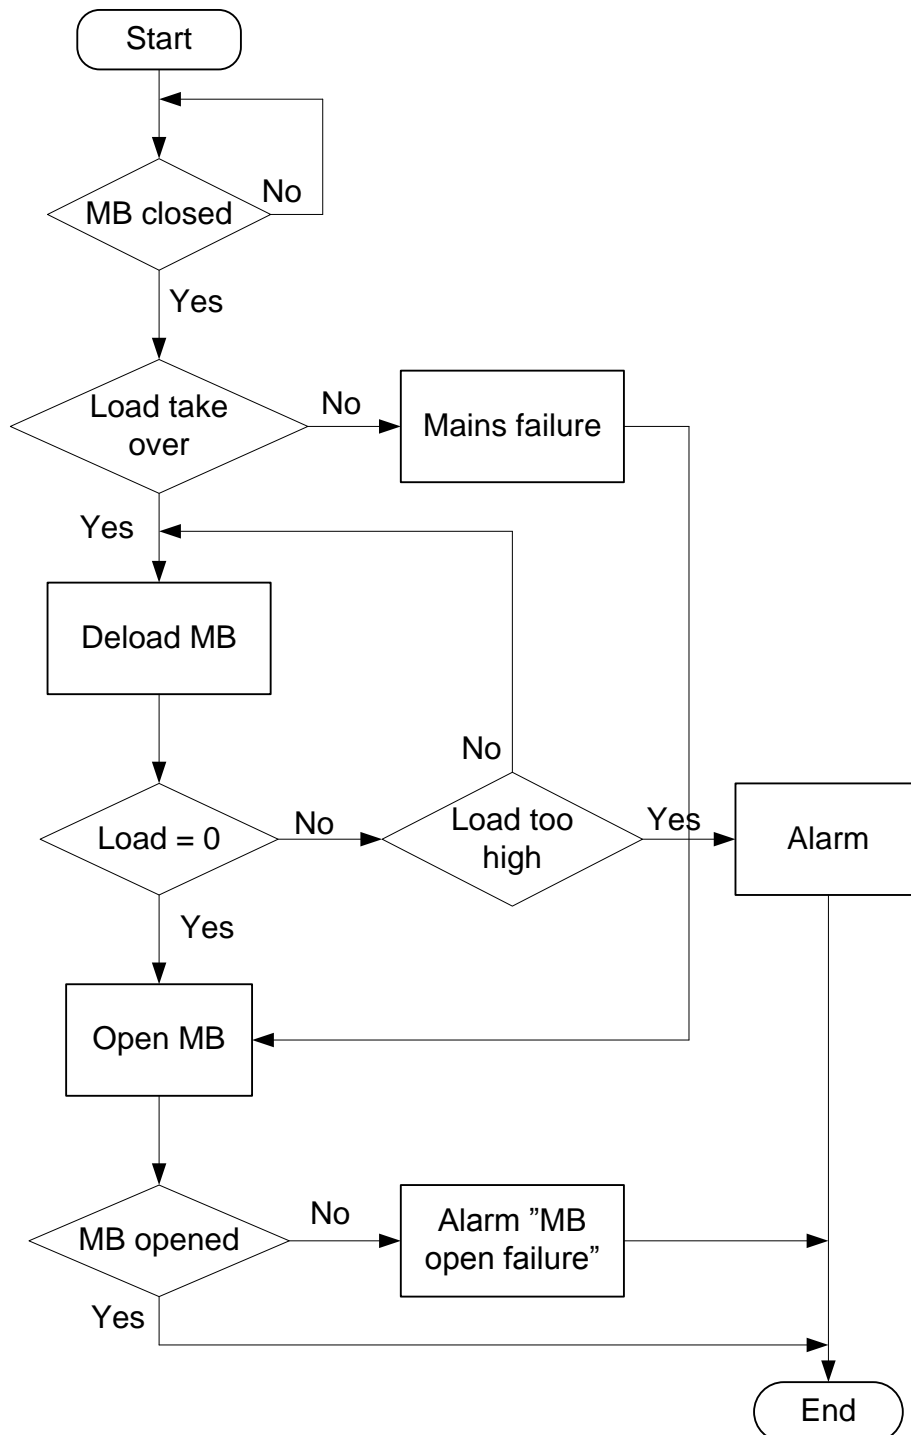 Start
MB closed
No
Yes
Load take
over
No
Mains failure
Yes
Deload MB
No
Load = 0
No
Load too
high
Yes
Alarm
Yes
Open MB
MB opened
No
Alarm ”MB
open failure”
Yes
End